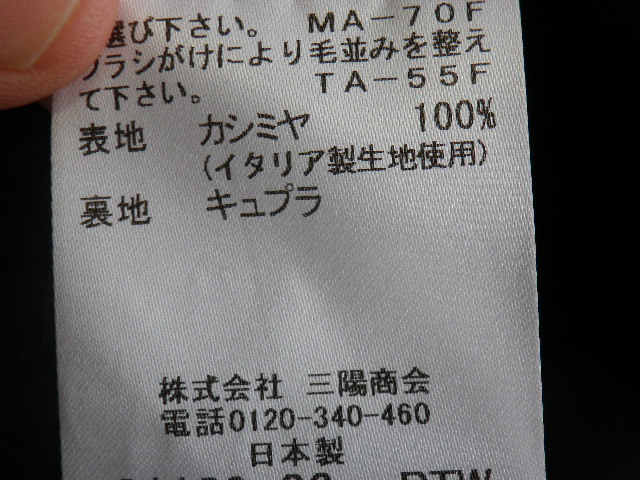 選び下さい。 MA-70F
ブラシがけにより毛並みを整え
て下さい。 TA-55F
表地 カシミヤ 100%
(イタリア製生地使用)
裏地 キュプラ
株式会社 三陽商会
電話0120-340-460
日本製